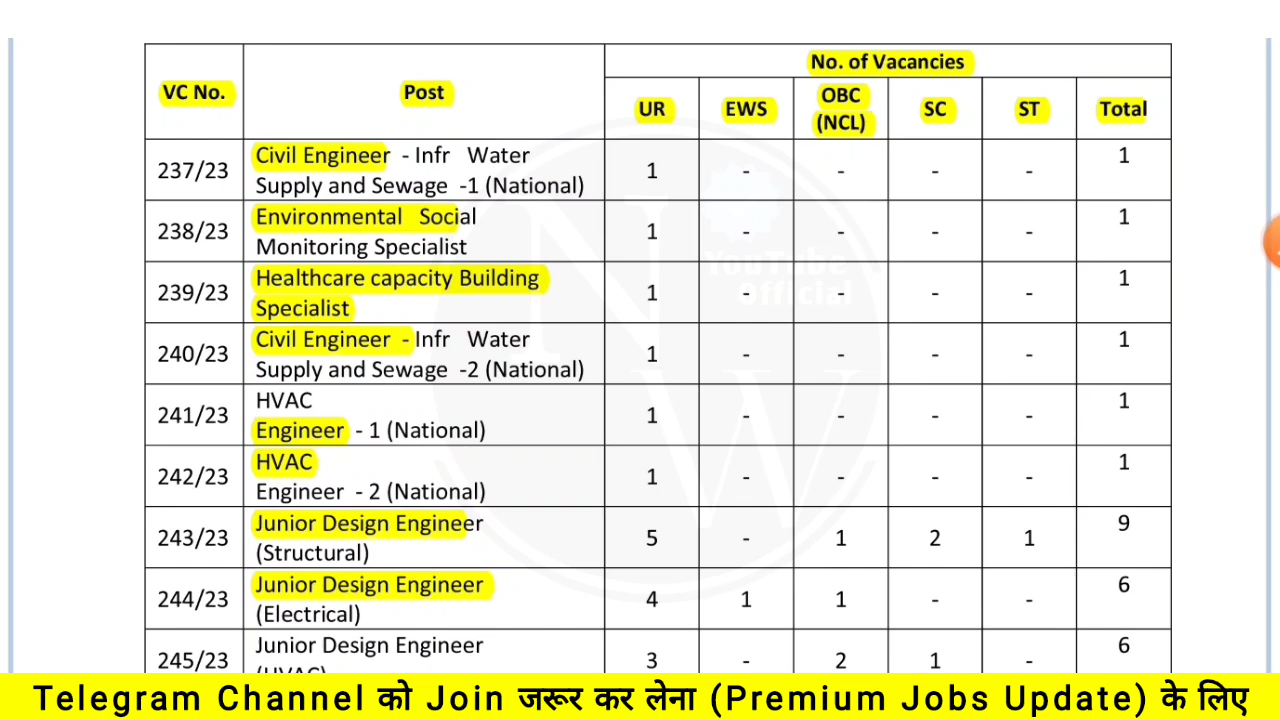 No. of Vacancies
VC No. Post
UR EWS OBC (NCL) SC ST Total
237/23 Civil Engineer - Infr Water 1 - - - - 1
Supply and Sewage -1 (National)
238/23 Environmental Social 1 - - - - 1
Monitoring Specialist
239/23 Healthcare capacity Building 1 - - - - 1
Specialist
240/23 Civil Engineer - Infr Water 1 - - - - 1
Supply and Sewage -2 (National)
241/23 HVAC 1 - - - - 1
Engineer - 1 (National)
242/23 HVAC 1 - - - - 1
Engineer - 2 (National)
243/23 Junior Design Engineer 5 - 1 2 1 9
(Structural)
244/23 Junior Design Engineer 4 1 1 - - 6
(Electrical)
245/23 Junior Design Engineer 3 - 2 1 - 6
(HVAC)
NW
YouTube
Official
Telegram Channel को Join जरूर कर लेना (Premium Jobs Update) के लिए